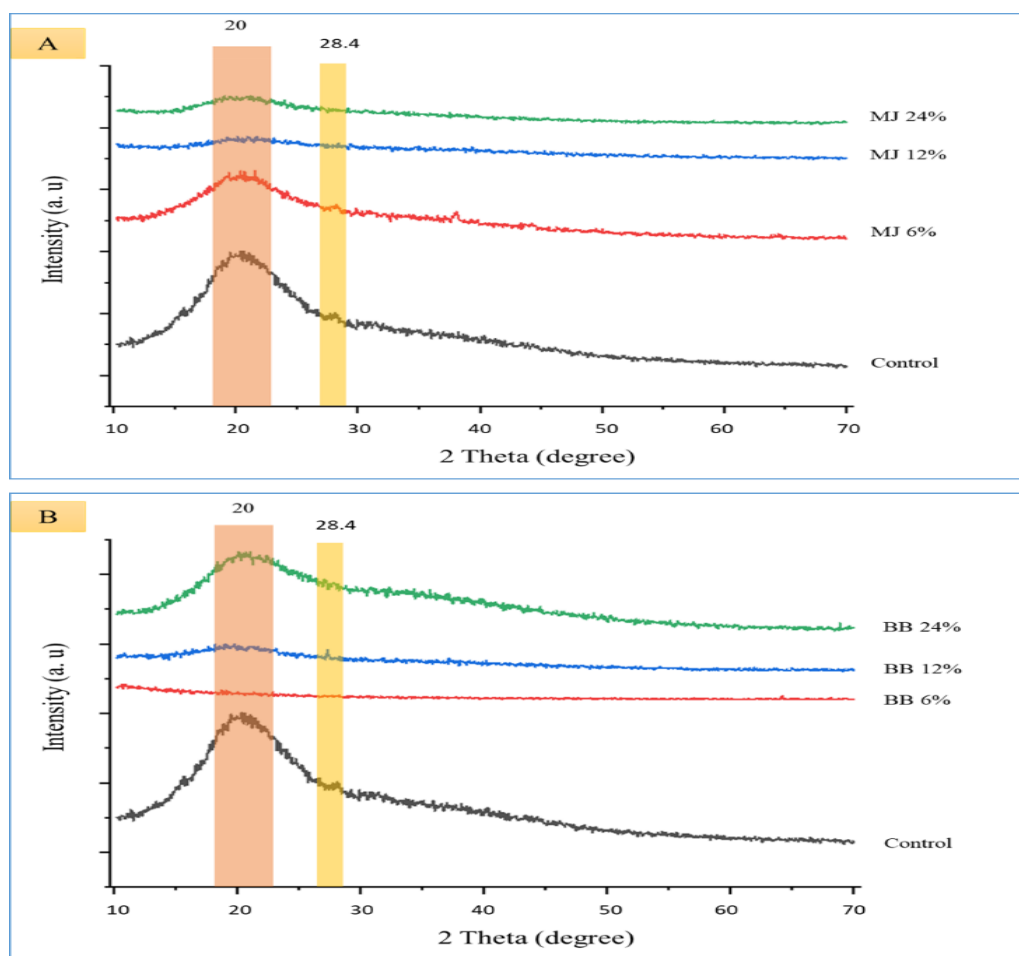 A
20
28.4
MJ 24%
MJ 12%
MJ 6%
Control
Intensity (a. u)
10 20 30 40 50 60 70
2 Theta (degree)
B
20
28.4
BB 24%
BB 12%
BB 6%
Control
Intensity (a. u)
10 20 30 40 50 60 70
2 Theta (degree)